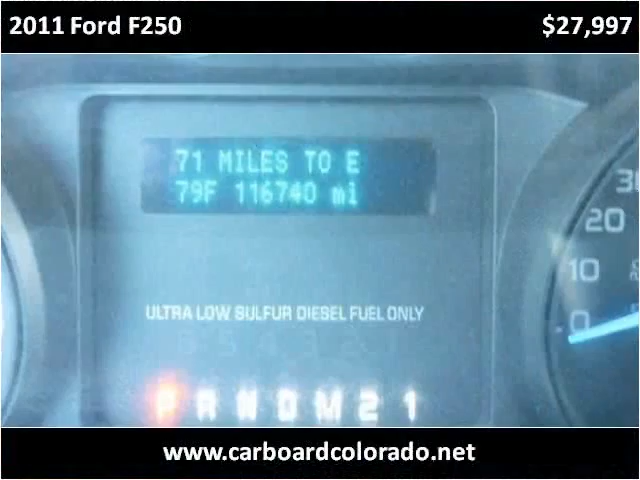 2011 Ford F250 $27,997
71 MILES TO E
79F 116740 mi
30
20
10
0
ULTRA LOW SULFUR DIESEL FUEL ONLY
P R N D M 2 1
www.carboardcolorado.net